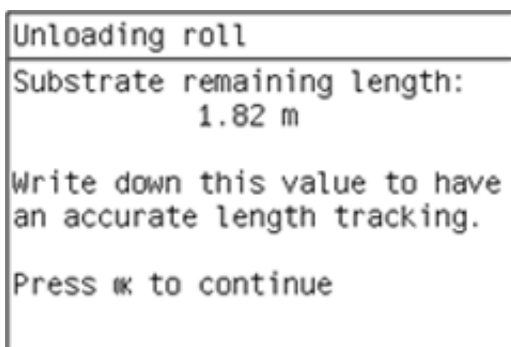 Unloading roll
Substrate remaining length:
1.82 m
Write down this value to have
an accurate length tracking.
Press OK to continue